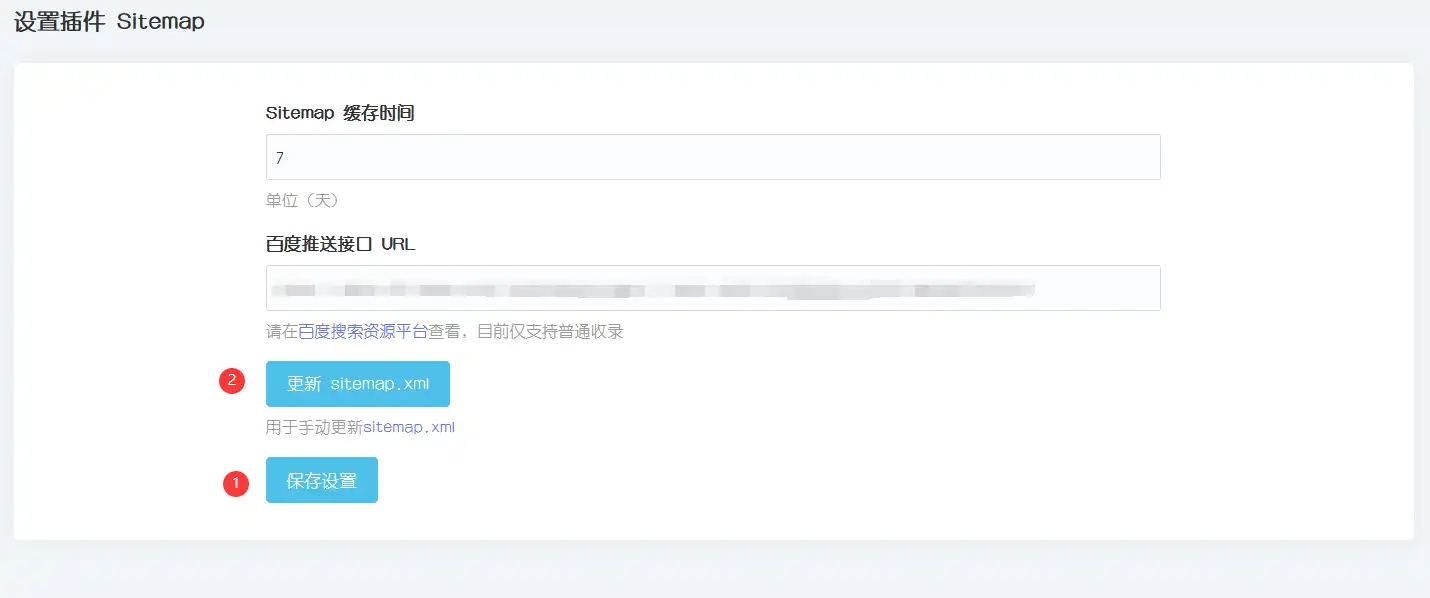 设置插件 Sitemap
Sitemap 缓存时间
7
单位（天）
百度推送接口 URL
请在百度搜索资源平台查看，目前仅支持普通收录
2 更新 sitemap.xml
用于手动更新sitemap.xml
1 保存设置